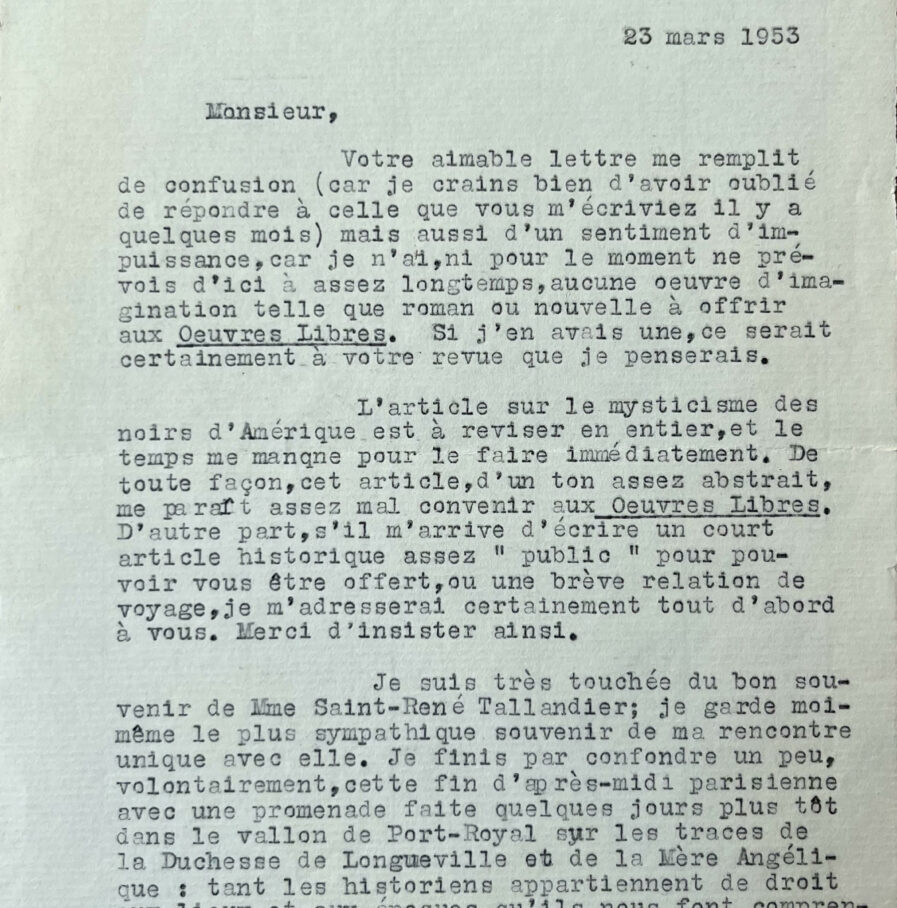 23 mars 1953
Monsieur,
Votre aimable lettre me remplit
de confusion (car je crains bien d'avoir oublié
de répondre à celle que vous m'écriviez il y a
quelques mois) mais aussi d'un sentiment d'im-
puissance,car je n'ai,ni pour le moment ne pré-
vois d'ici à assez longtemps,aucune oeuvre d'ima-
gination telle que roman ou nouvelle à offrir
aux Oeuvres Libres. Si j'en avais une,ce serait
certainement à votre revue que je penserais.
L'article sur le mysticisme des
noirs d'Amérique est à reviser en entier,et le
temps me manqne pour le faire immédiatement. De
toute façon,cet article,d'un ton assez abstrait,
me paraît assez mal convenir aux Oeuvres Libres.
D'autre part,s'il m'arrive d'écrire un court
article historique assez " public " pour pou-
voir vous être offert,ou une brève relation de
voyage,je m'adresserai certainement tout d'abord
à vous. Merci d'insister ainsi.
Je suis très touchée du bon sou-
venir de Mme Saint-René Tallandier; je garde moi-
même le plus sympathique souvenir de ma rencontre
unique avec elle. Je finis par confondre un peu,
volontairement,cette fin d'après-midi parisienne
avec une promenade faite quelques jours plus tôt
dans le vallon de Port-Royal sur les traces de
la Duchesse de Longueville et de la Mère Angéli-
que : tant les historiens appartiennent de droit